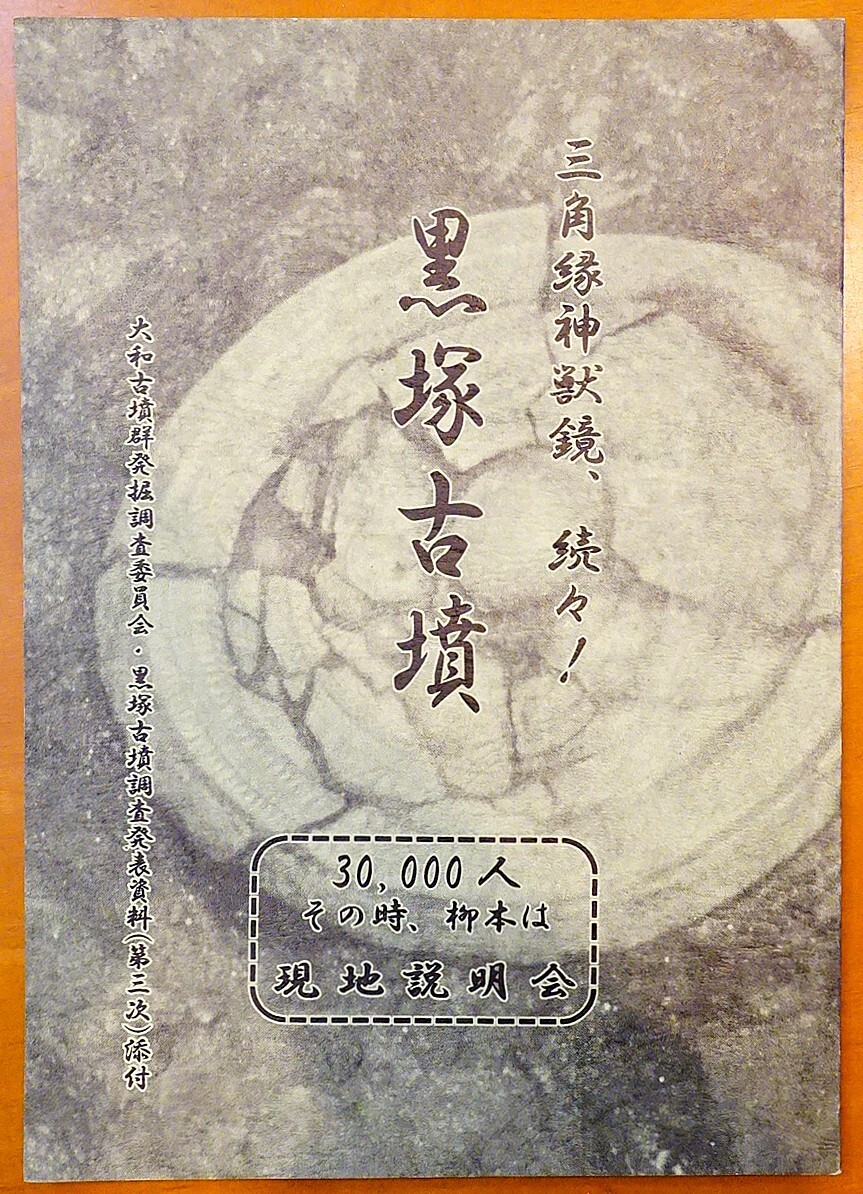 三角縁神獣鏡、続々！
黒塚古墳
大和古墳群発掘調査委員会・黒塚古墳調査発表資料(第三次)添付
30,000人
その時、柳本は
現地説明会